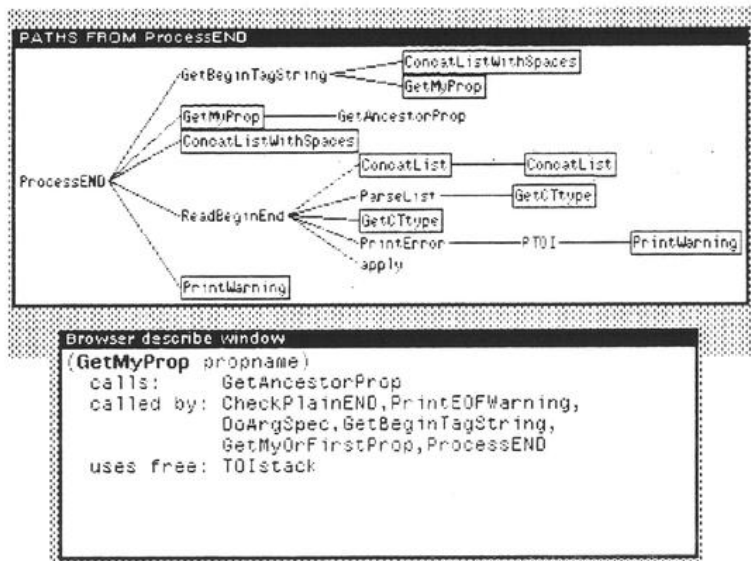 PATHS FROM ProcessEND
ConcatListWithSpaces
GetBeginTagString
GetMyProp
GetMyProp GetAncestorProp
ConcatListWithSpaces
ConcatList ConcatList
ProcessEND
ParseList GetCTtype
ReadBeginEnd
GetCTtype
PrintError PTOI PrintWarning
apply
PrintWarning
Browser describe window
(GetMyProp propname)
calls: GetAncestorProp
called by: CheckPlainEND,PrintEOFWarning,
DoArgSpec,GetBeginTagString,
GetMyOrFirstProp,ProcessEND
uses free: TOIstack